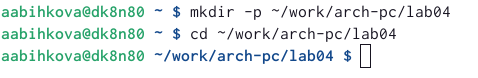 aabihkova@dk8n80 ~ $ mkdir -p ~/work/arch-pc/lab04
aabihkova@dk8n80 ~ $ cd ~/work/arch-pc/lab04
aabihkova@dk8n80 ~/work/arch-pc/lab04 $